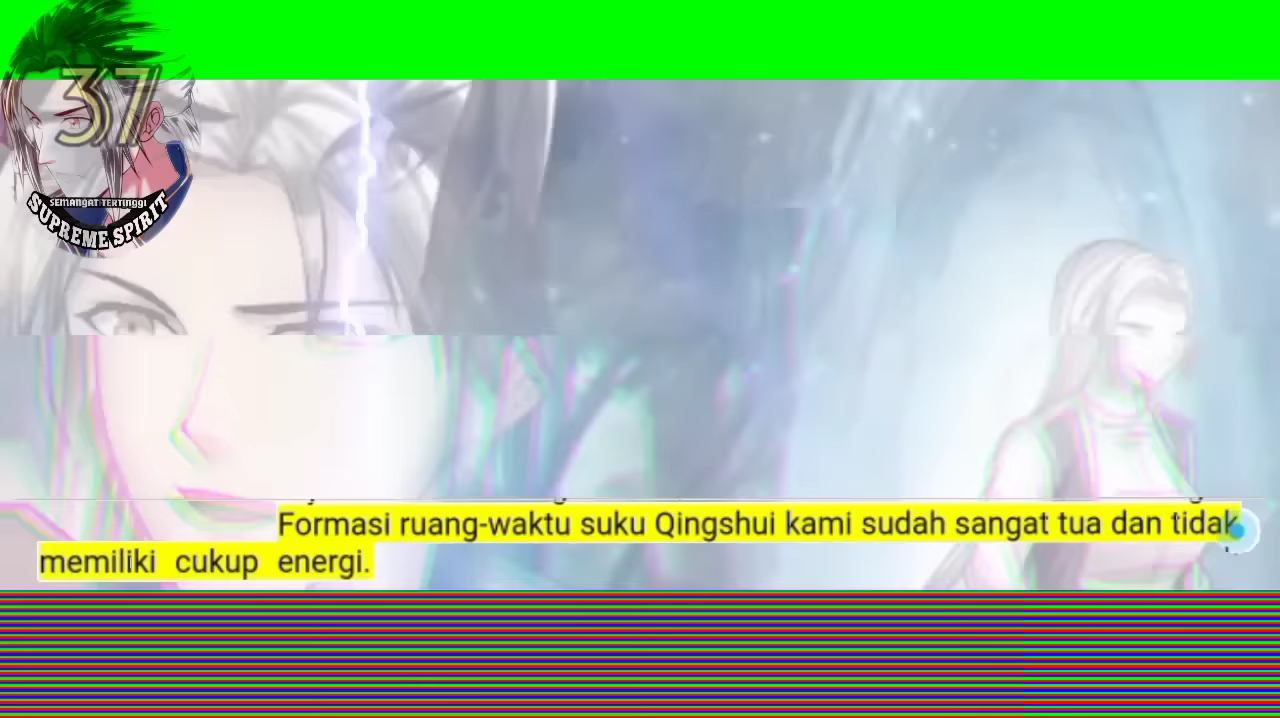 37
SEMANGAT TERTINGGI
SUPREME SPIRIT
Formasi ruang-waktu suku Qingshui kami sudah sangat tua dan tidak
memiliki cukup energi.